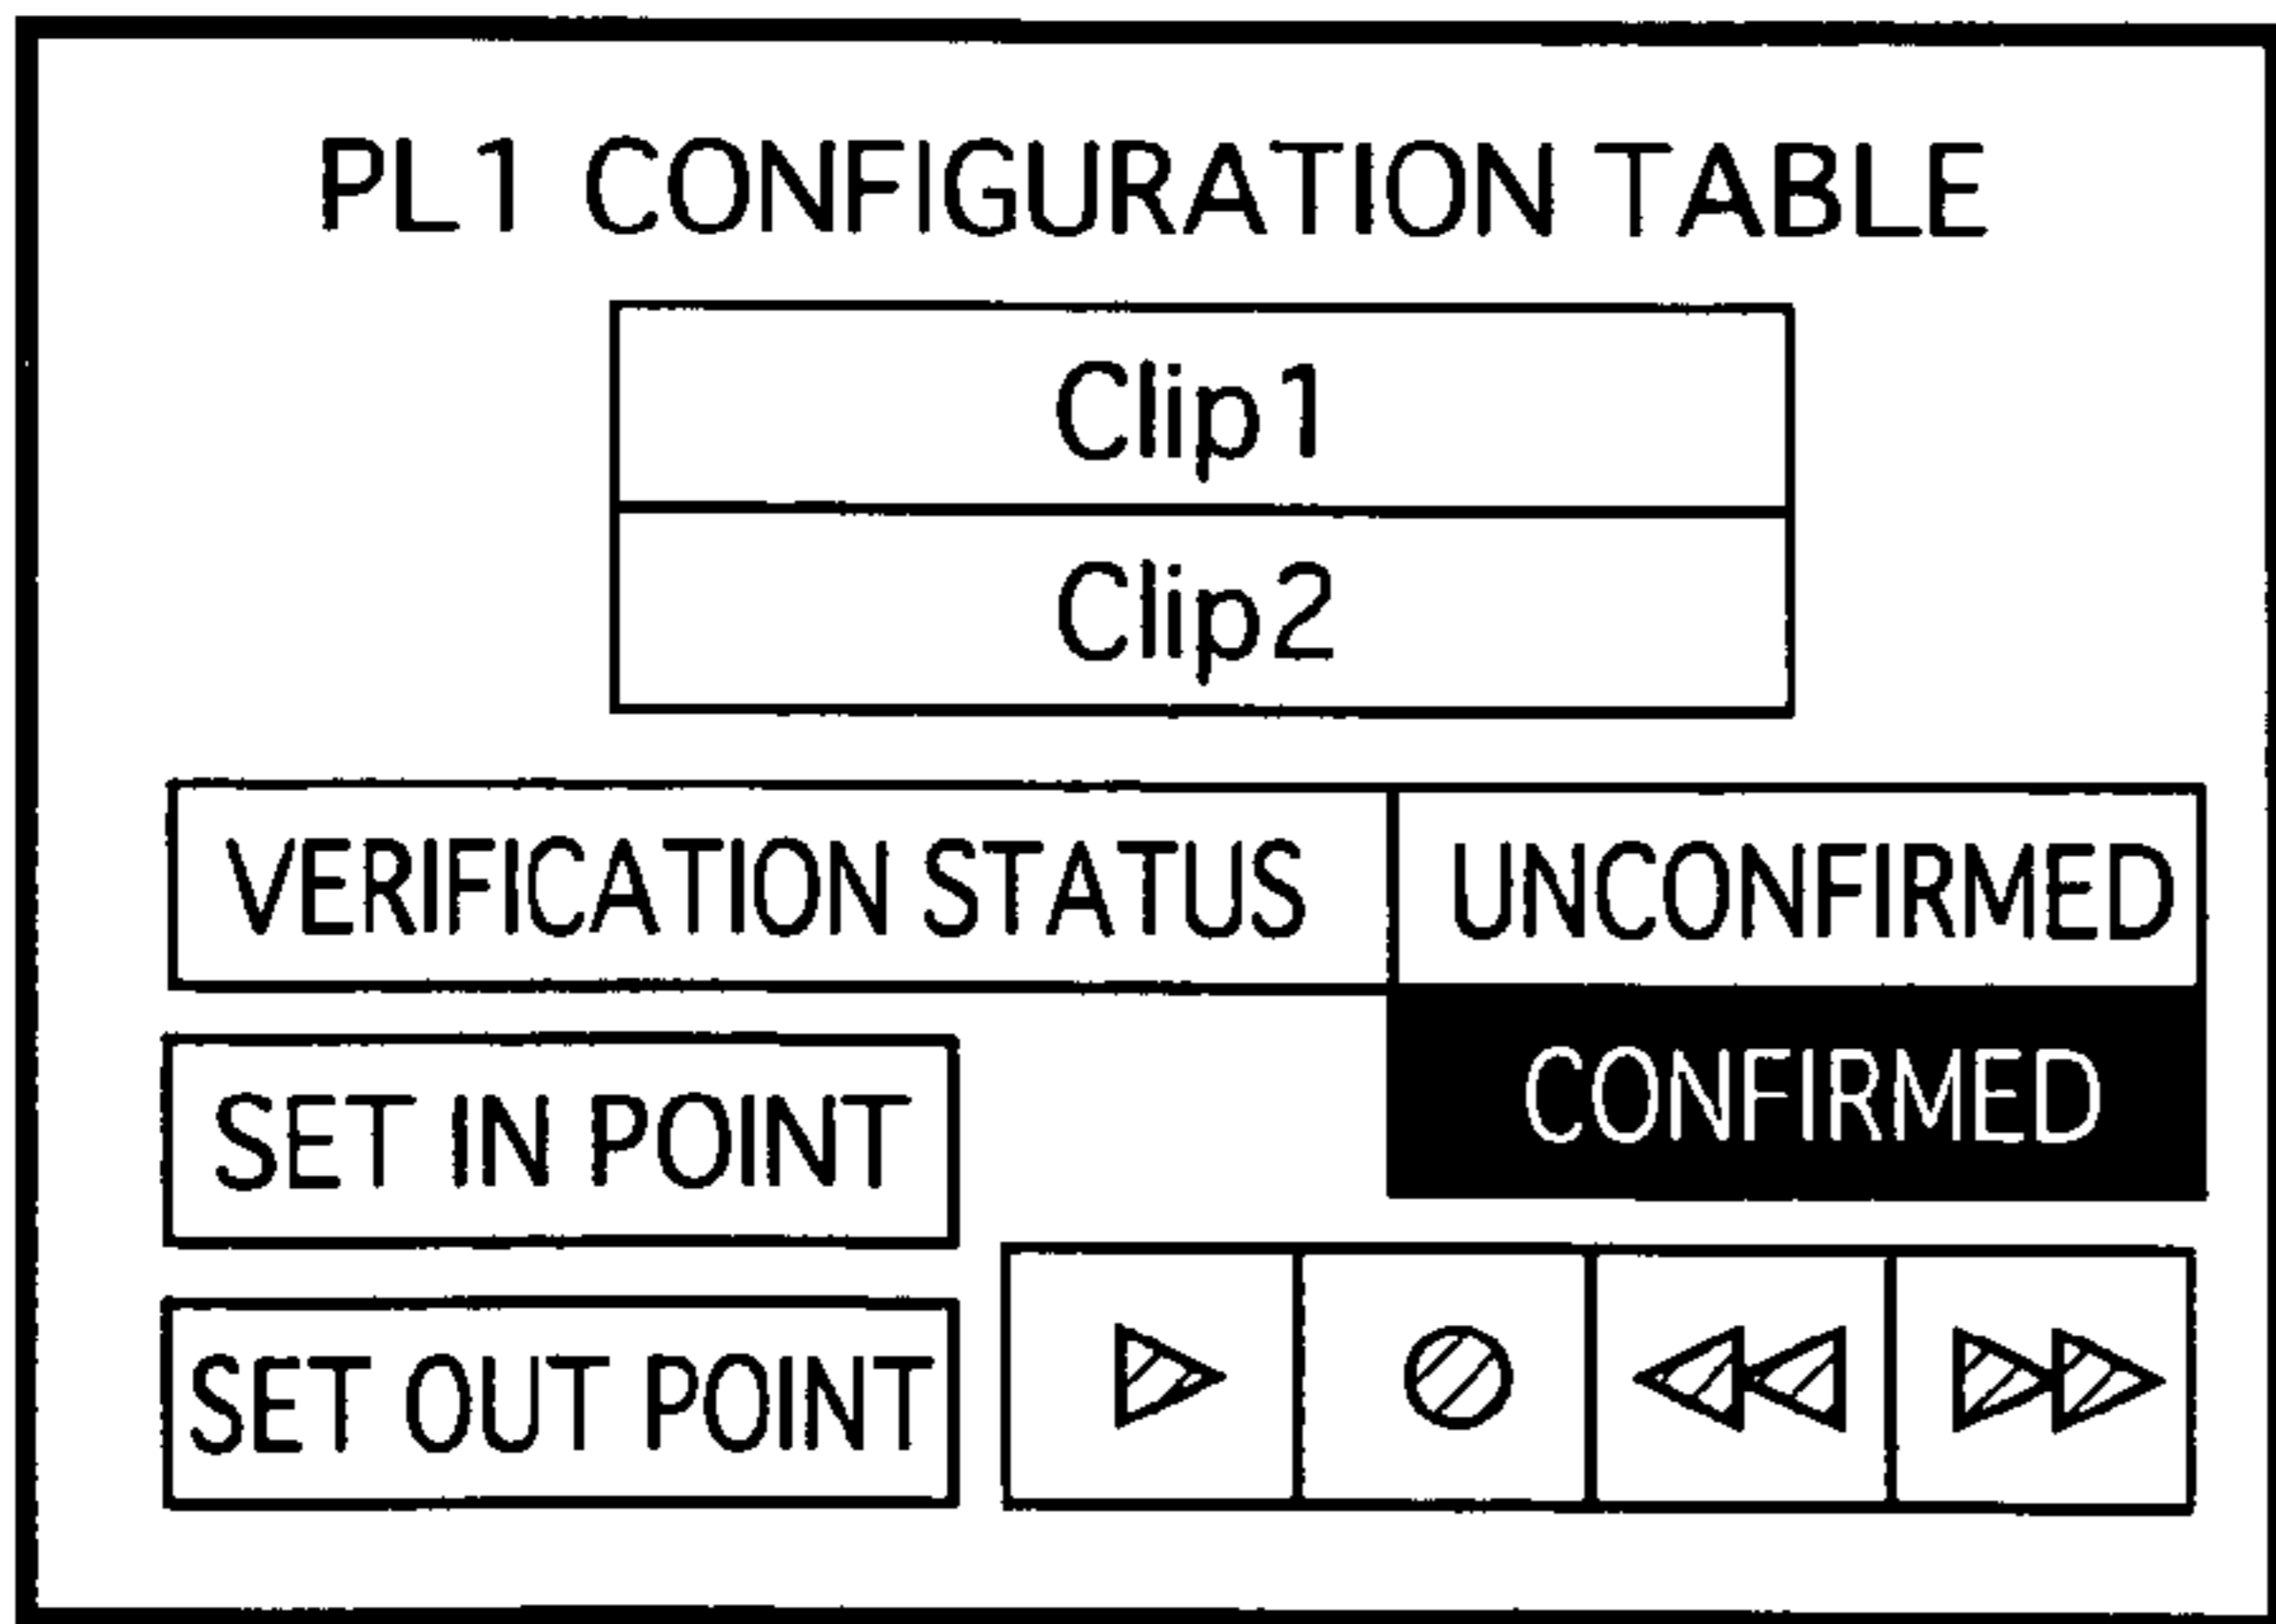 PL1 CONFIGURATION TABLE
Clip1
Clip2
VERIFICATION STATUS UNCONFIRMED
CONFIRMED
SET IN POINT
SET OUT POINT